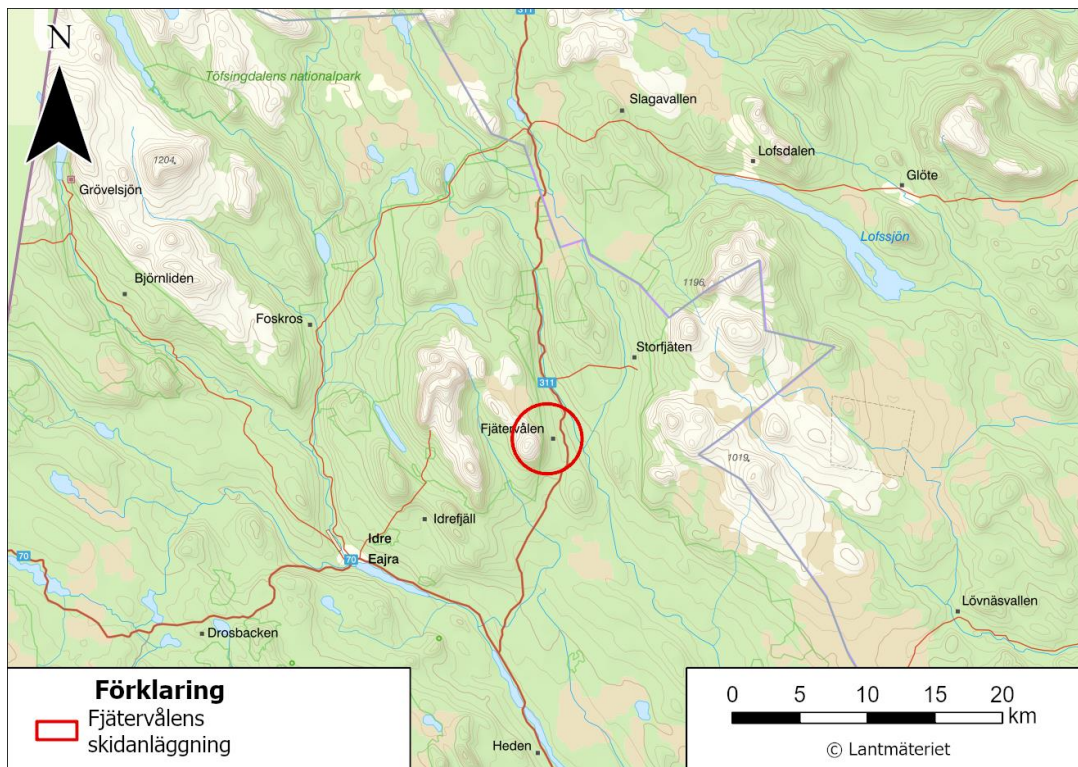 311
N
Töfsingdalens nationalpark
Slagavallen
1204
Lofsdalen
Grövelsjön
Glöte
Lofssjön
Björnliden
1196
Foskros
Storfjäten
311
Fjätervålen
1019
Idrefjäll
Idre
70
70
Eajra
Lövnäsvallen
Drosbacken
Förklaring
Fjätervålens
skidanläggning
0 5 10 15 20
km
Heden
© Lantmäteriet